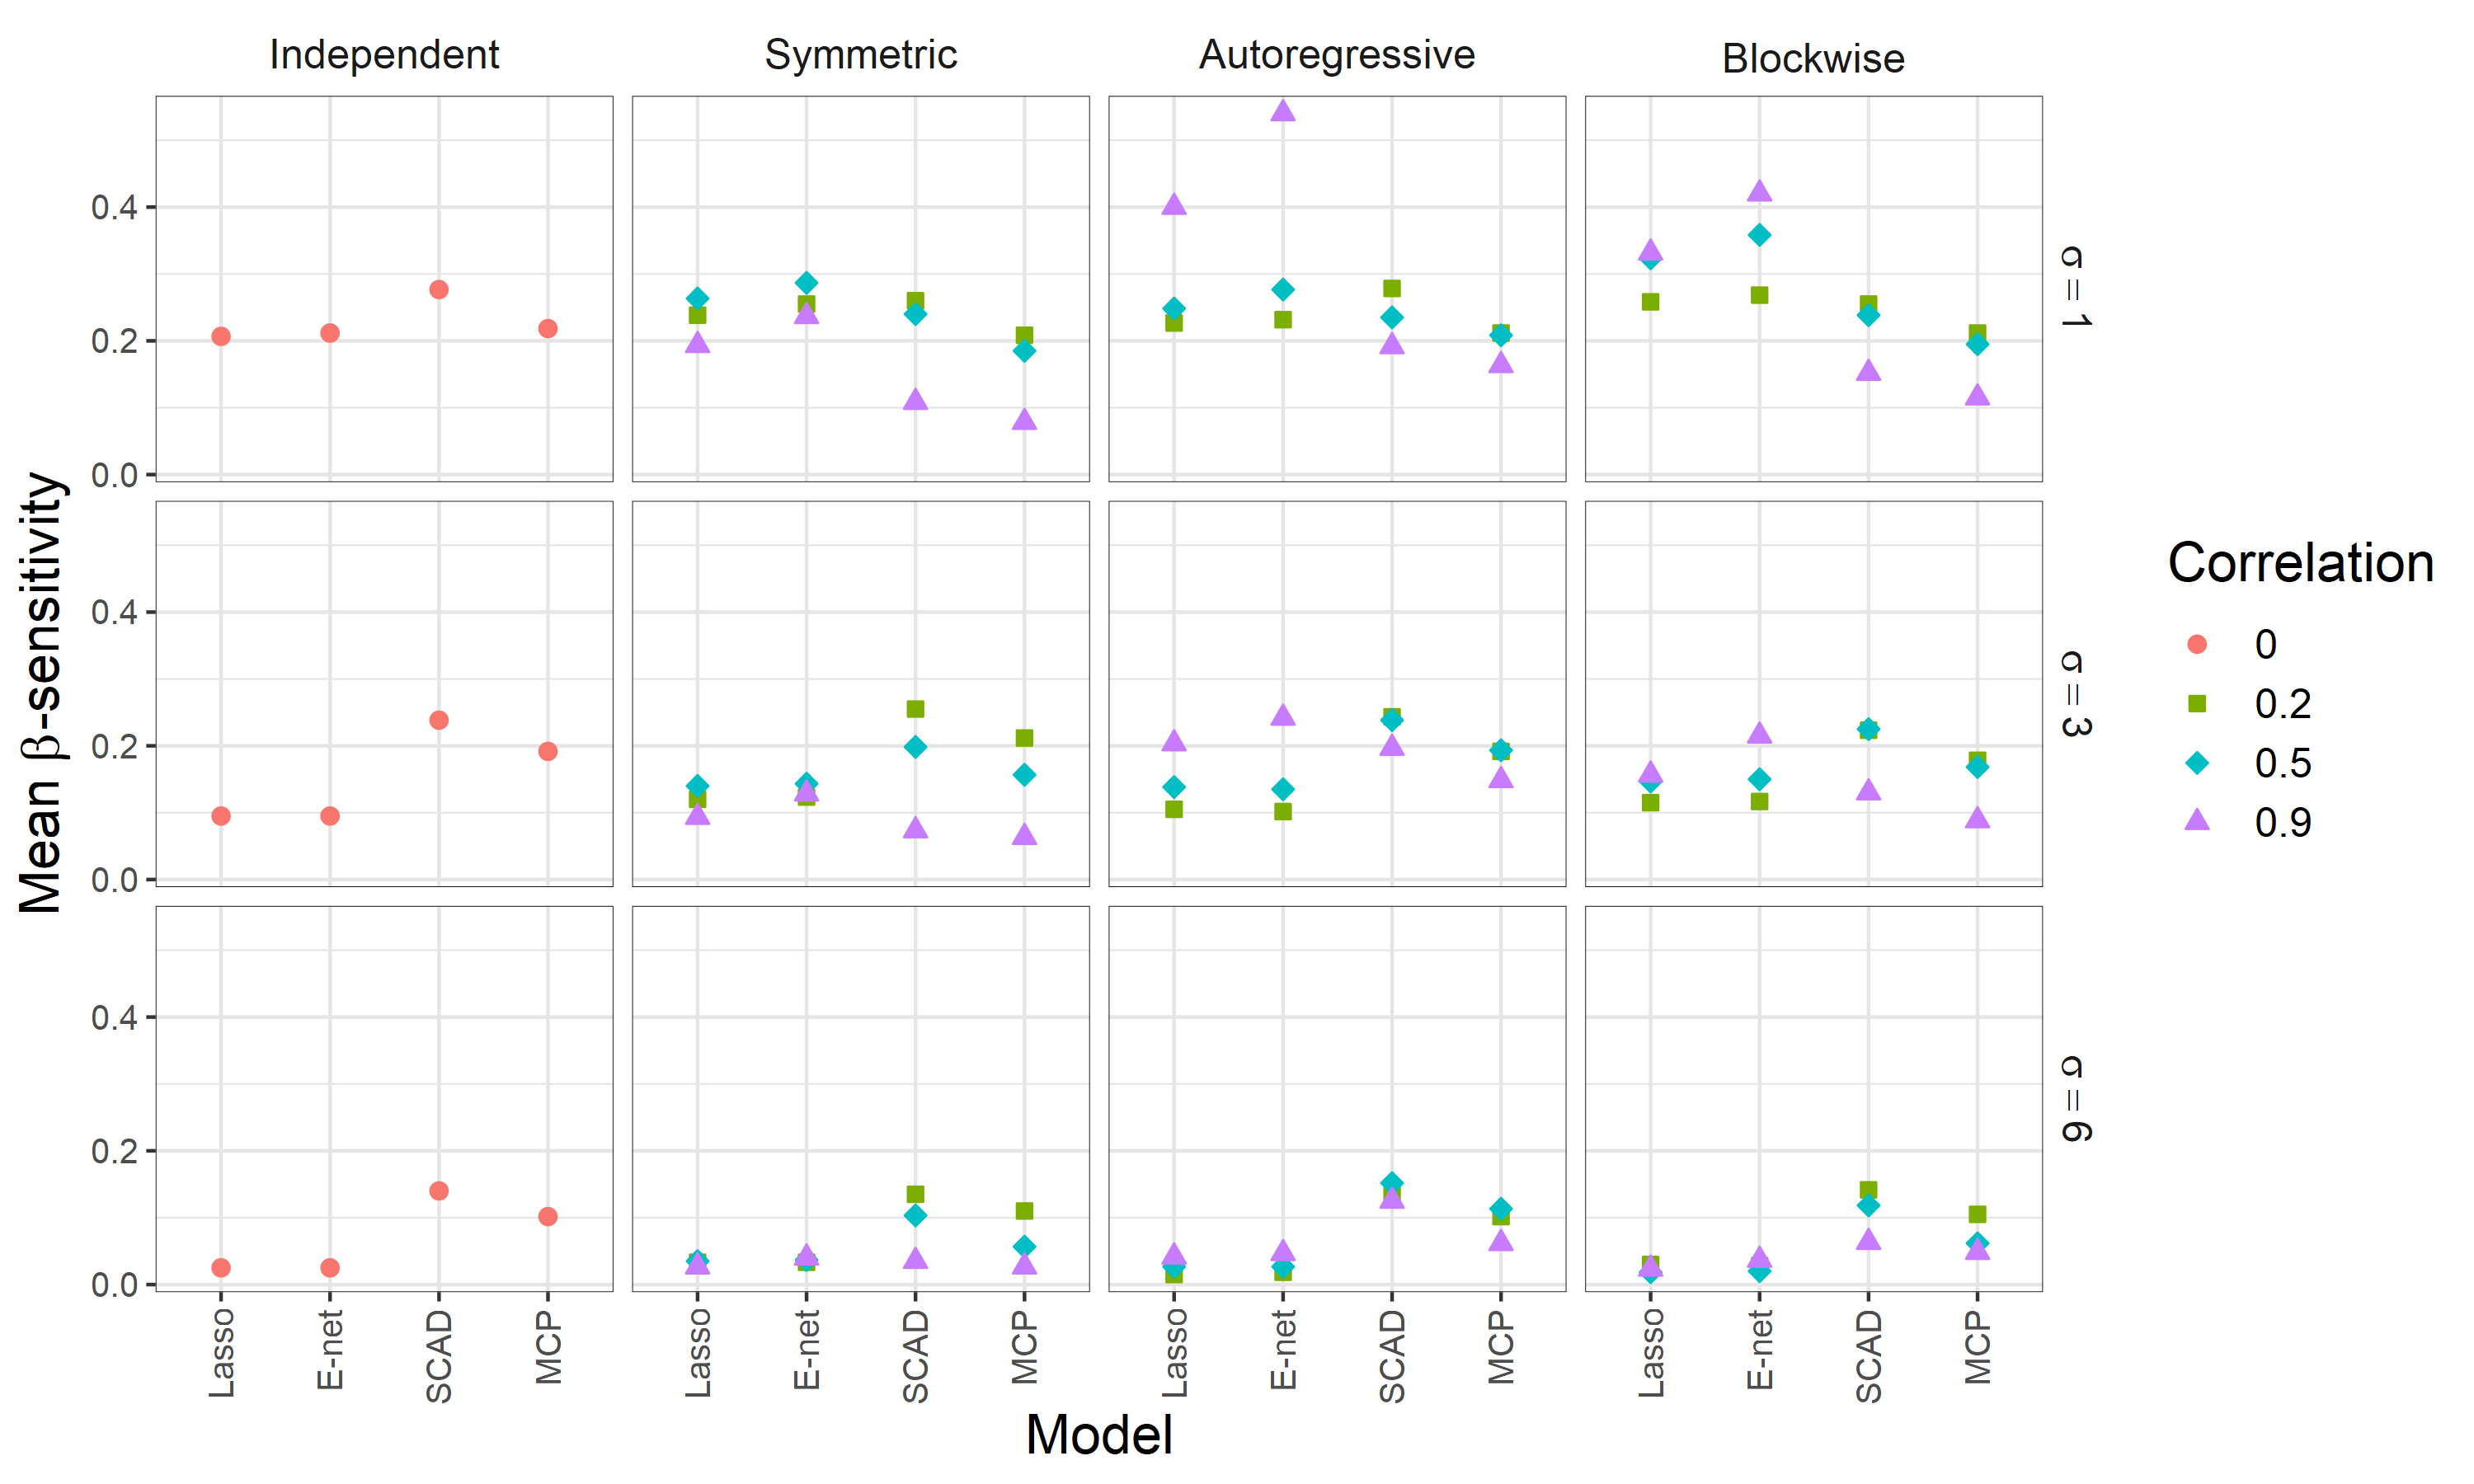 Independent
Symmetric
Autoregressive
Blockwise
Mean β-sensitivity
0.4
0.2
0.0
σ = 1
0.4
0.2
0.0
σ = 3
0.4
0.2
0.0
σ = 6
Lasso
E-net
SCAD
MCP
Lasso
E-net
SCAD
MCP
Lasso
E-net
SCAD
MCP
Lasso
E-net
SCAD
MCP
Model
Correlation
0
0.2
0.5
0.9